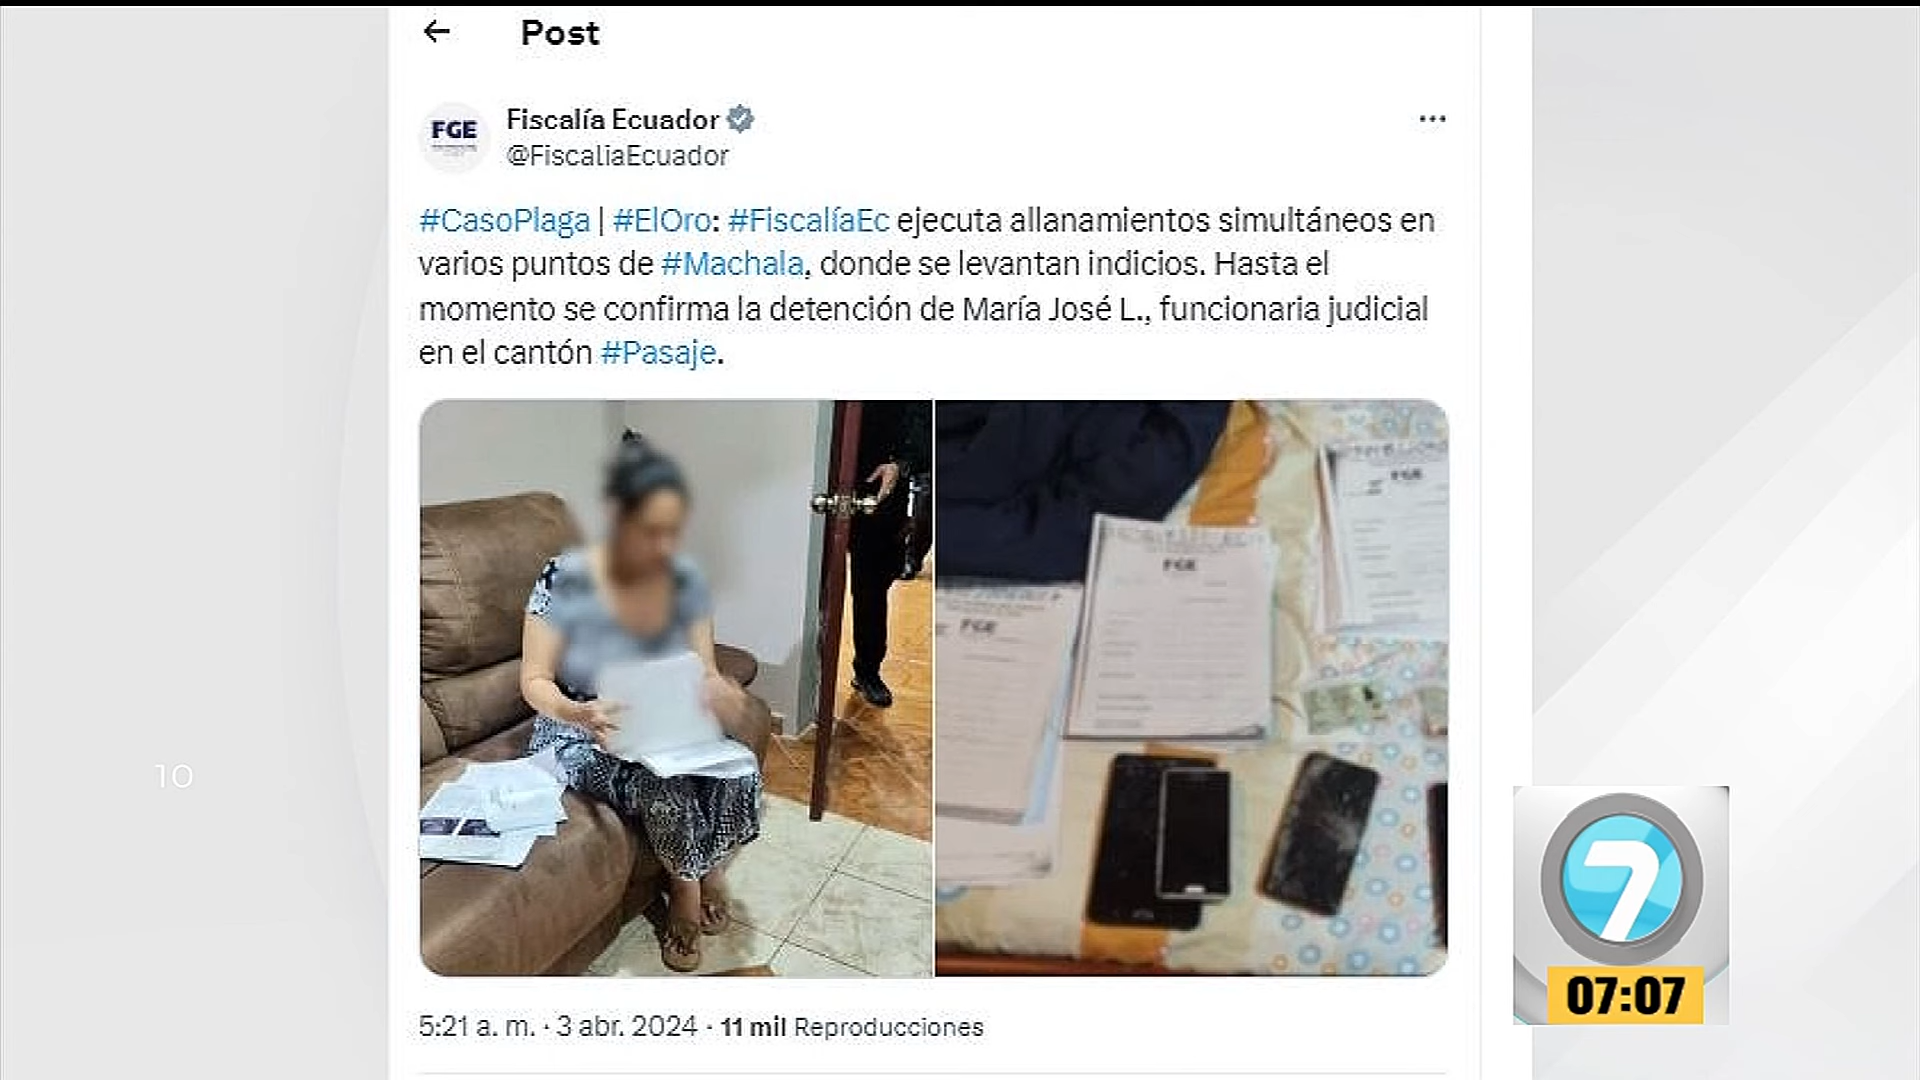 Post
FGE
Fiscalía Ecuador
@FiscaliaEcuador
#CasoPlaga | #ElOro: #FiscalíaEc ejecuta allanamientos simultáneos en
varios puntos de #Machala, donde se levantan indicios. Hasta el
momento se confirma la detención de María José L., funcionaria judicial
en el cantón #Pasaje.
FGE
FGE
FGE
5:21 a. m. · 3 abr. 2024 · 11 mil Reproducciones
10
7
07:07